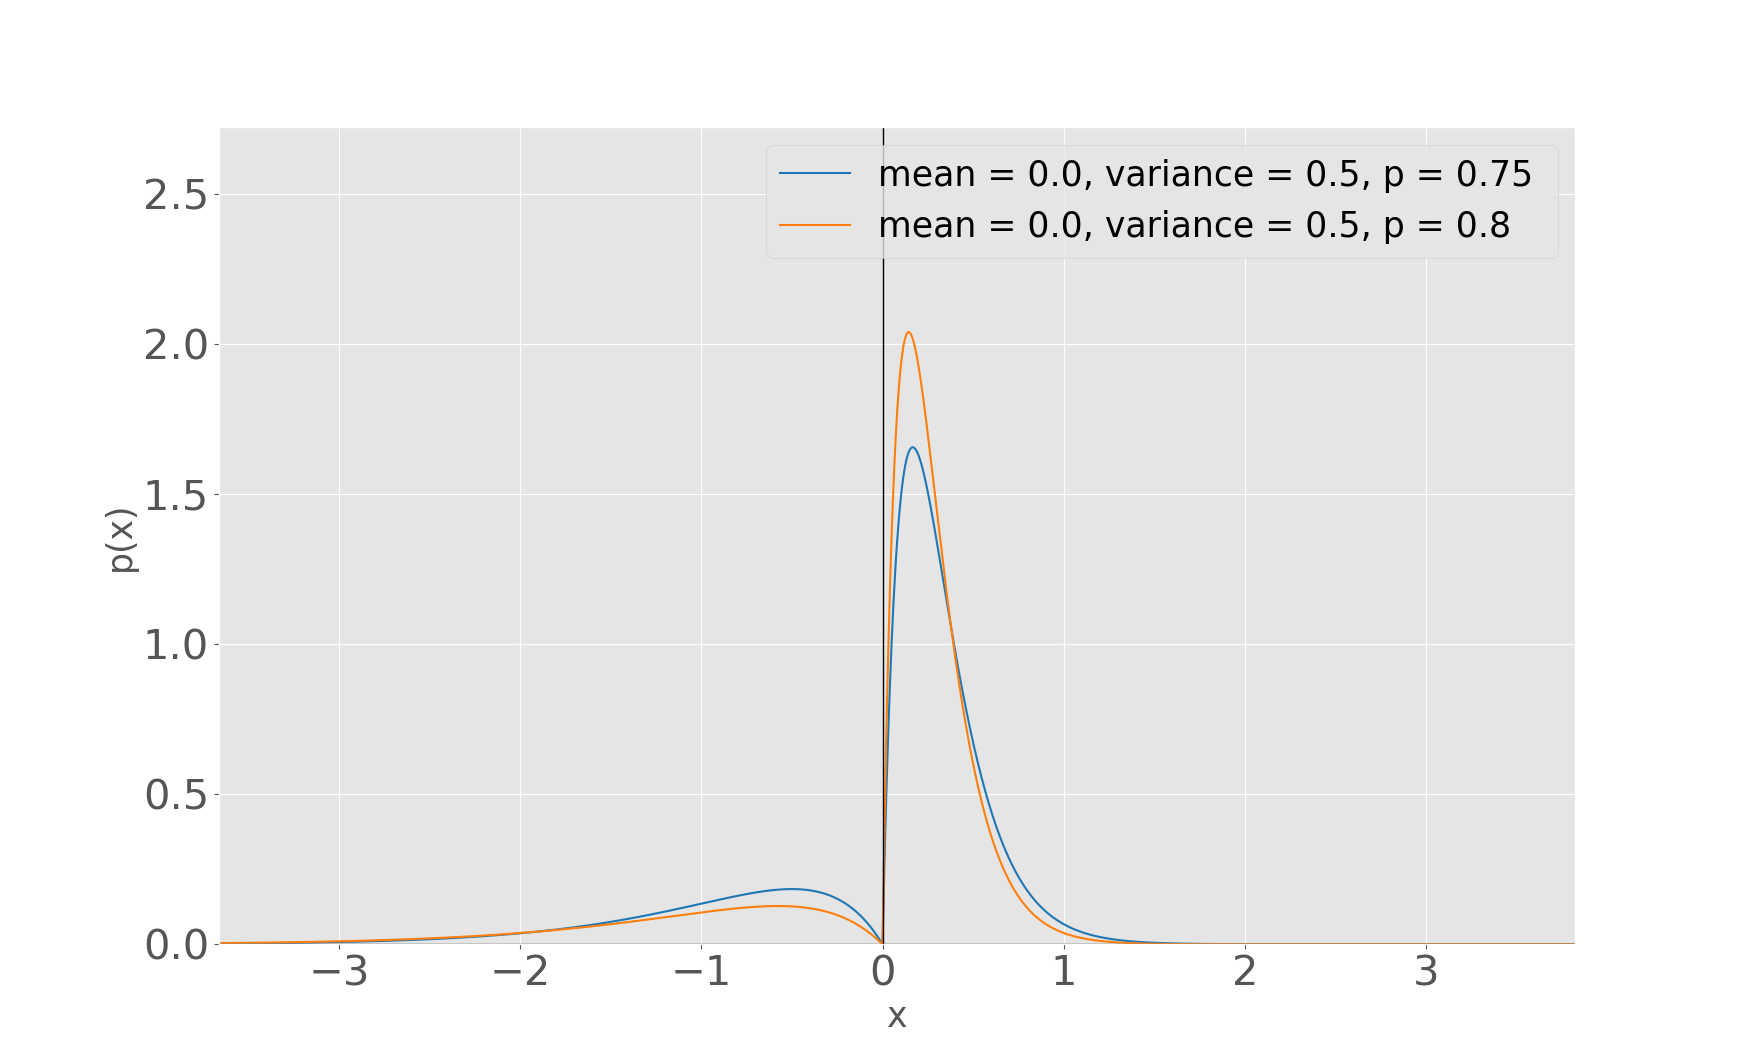 mean = 0.0, variance = 0.5, p = 0.75
mean = 0.0, variance = 0.5, p = 0.8
2.5
2.0
1.5
1.0
0.5
0.0
p(x)
−3 −2 −1 0 1 2 3
x